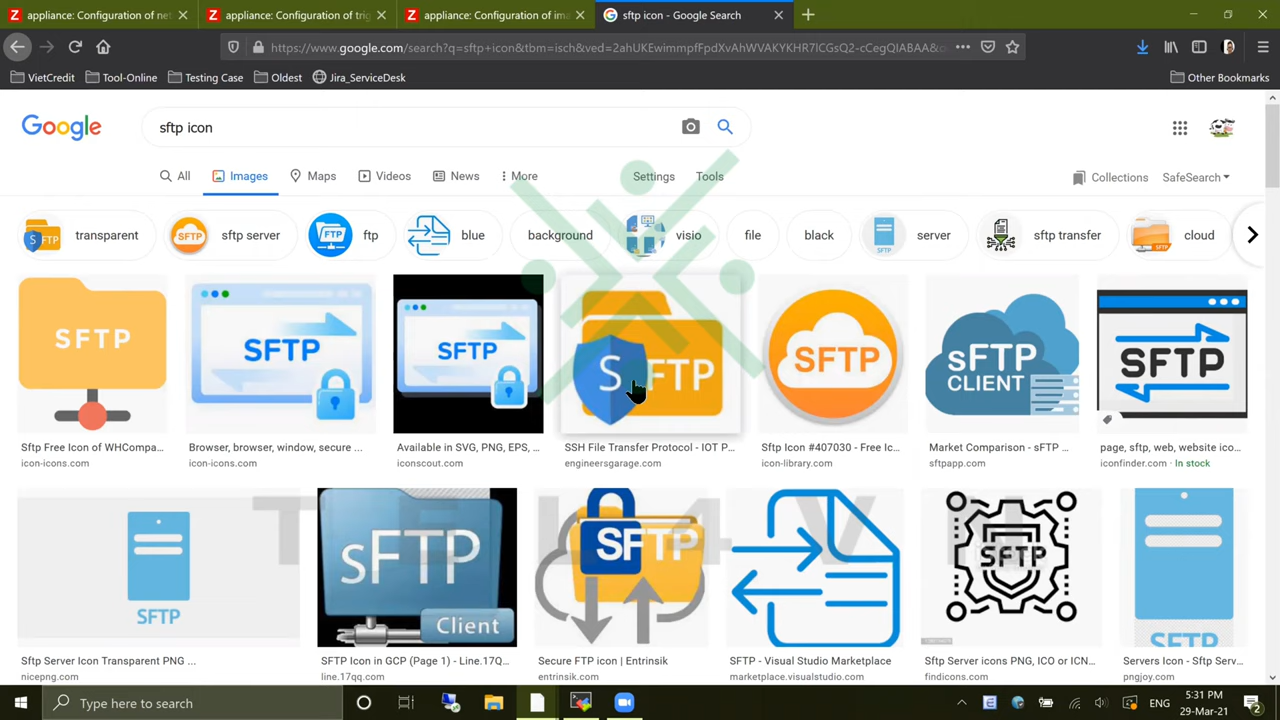 appliance: Configuration of net
appliance: Configuration of trig
appliance: Configuration of ima
sftp icon - Google Search
https://www.google.com/search?q=sftp+icon&tbm=isch&ved=2ahUKEwimmpfFpdXvAhWVAKYKHR7ICGsQ2-cCegQIABAA&
VietCredit
Tool-Online
Testing Case
Oldest
Jira_ServiceDesk
Other Bookmarks
Google
sftp icon
All
Images
Maps
Videos
News
More
Settings
Tools
Collections
SafeSearch
SFTP
transparent
SFTP
sftp server
FTP
ftp
blue
background
visio
file
black
server
sftp transfer
cloud
SFTP
SFTP
SFTP
S FTP
SFTP
sFTP
CLIENT
SFTP
Sftp Free Icon of WHCompa...
Browser, browser, window, secure ...
Available in SVG, PNG, EPS, ...
SSH File Transfer Protocol - IOT P...
Sftp Icon #407030 - Free Ic...
Market Comparison - sFTP ...
page, sftp, web, website ico...
icon-icons.com
icon-icons.com
iconscout.com
engineersgarage.com
icon-library.com
sftpapp.com
iconfinder.com · In stock
SFTP
sFTP
Client
SFTP
SFTP
SFTP
Sftp Server Icon Transparent PNG ...
SFTP Icon in GCP (Page 1) - Line.17Q...
Secure FTP icon | Entrinsik
SFTP - Visual Studio Marketplace
Sftp Server icons PNG, ICO or ICN...
Servers Icon - Sftp Serv...
nicepng.com
line.17qq.com
entrinsik.com
marketplace.visualstudio.com
findicons.com
pngjoy.com
TEL4VN
Type here to search
ENG
5:31 PM
29-Mar-21
2